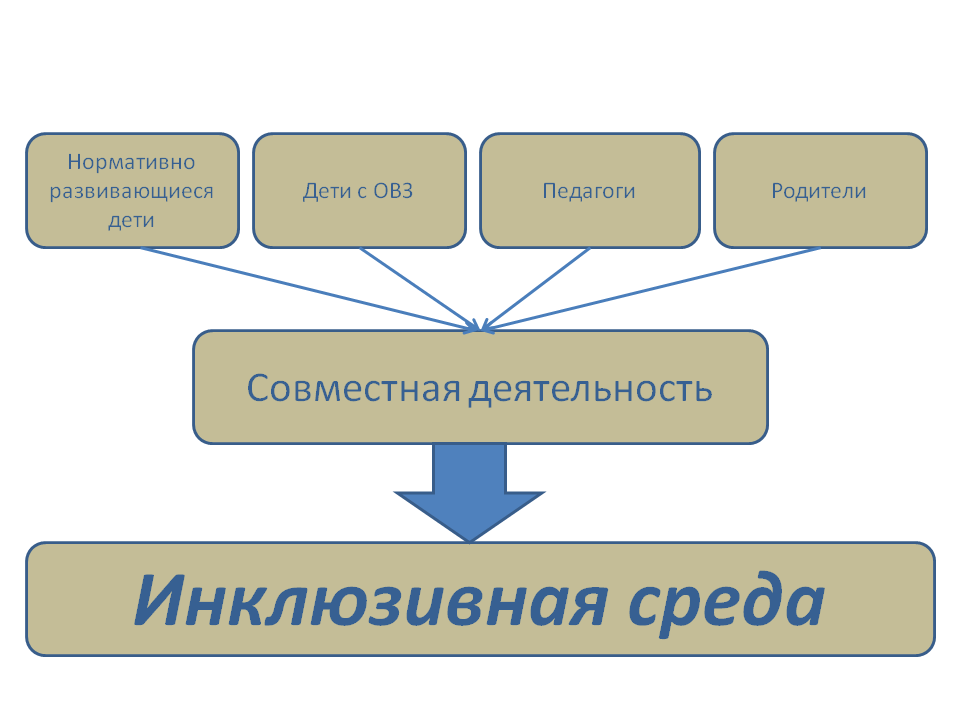 Нормативно
развивающиеся
дети
Дети с ОВЗ
Педагоги
Родители
Совместная деятельность
Инклюзивная среда